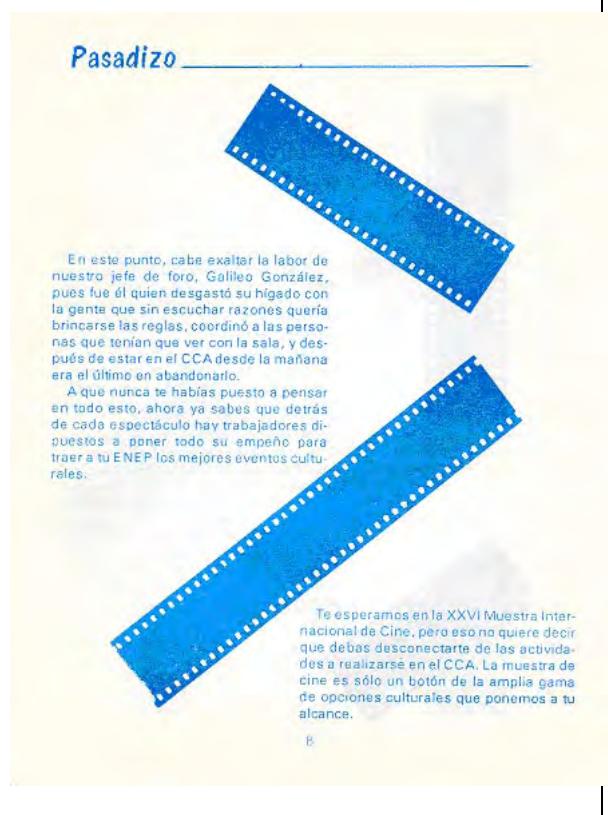 Pasadizo
En este punto, cabe exaltar la labor de
nuestro jefe de foro, Galileo González,
pues fue él quien desgastó su hígado con
la gente que sin escuchar razones quería
brincarse las reglas, coordinó a las perso-
nas que tenían que ver con la sala, y des-
pués de estar en el CCA desde la mañana
era el último en abandonarlo.
A que nunca te habías puesto a pensar
en todo esto, ahora ya sabes que detrás
de cada espectáculo hay trabajadores di-
puestos a poner todo su empeño para
traer a tu ENEP los mejores eventos cultu-
rales.
Te esperamos en la XXVI Muestra Inter-
nacional de Cine, pero eso no quiere decir
que debas desconectarte de las activida-
des a realizarse en el CCA. La muestra de
cine es sólo un botón de la amplia gama
de opciones culturales que ponemos a tu
alcance.
8